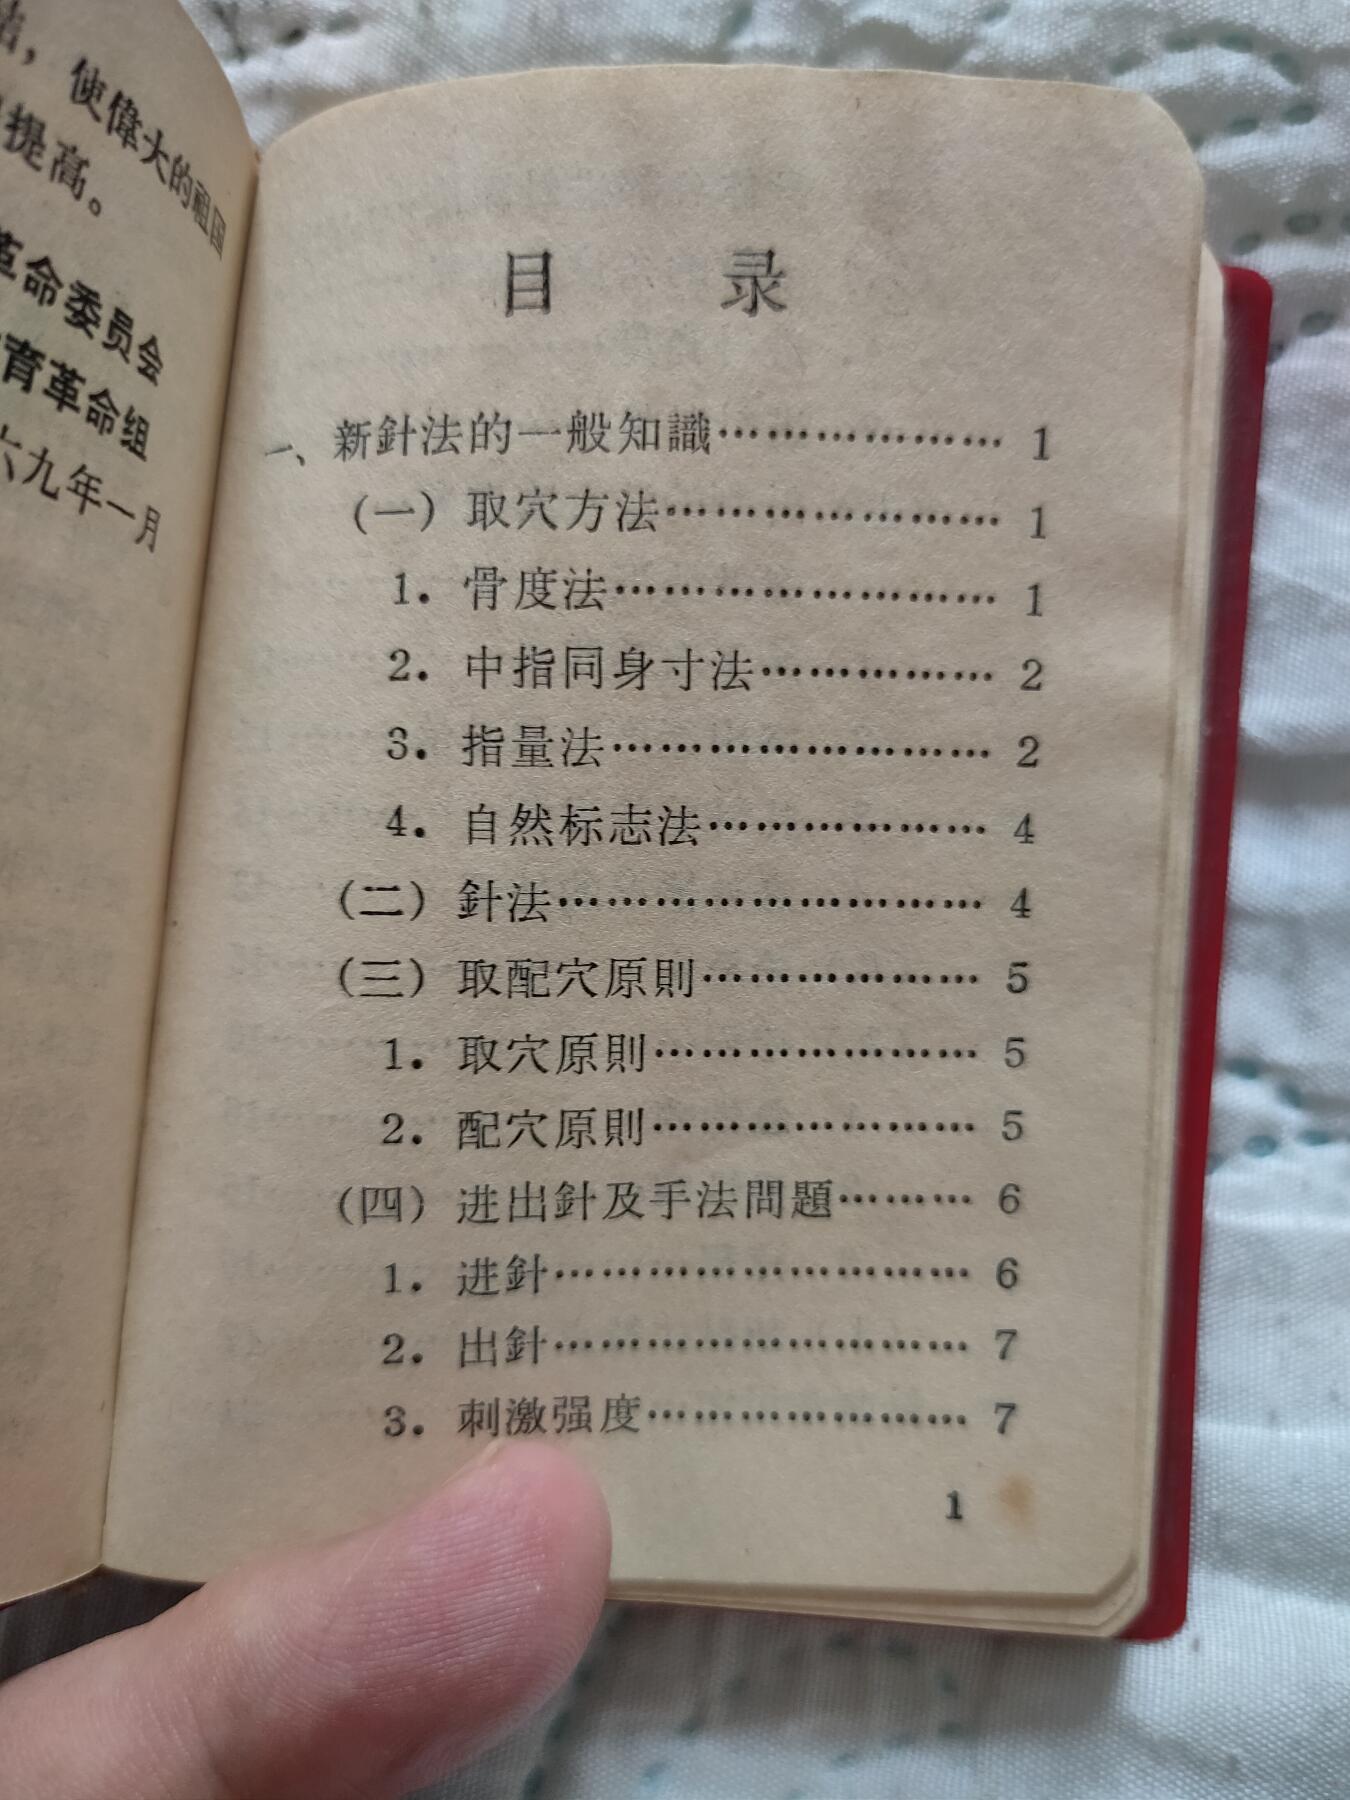 ，使偉大的祖国
提高。
革命委员会
育革命组
六九年一月
目　录
一、新針法的一般知識………………… 1
(一) 取穴方法………………… 1
1. 骨度法………………… 1
2. 中指同身寸法………………… 2
3. 指量法………………… 2
4. 自然标志法………………… 4
(二) 針法………………… 4
(三) 取配穴原則………………… 5
1. 取穴原則………………… 5
2. 配穴原則………………… 5
(四) 进出針及手法問題……… 6
1. 进針………………… 6
2. 出針………………… 7
3. 刺激强度………………… 7
1